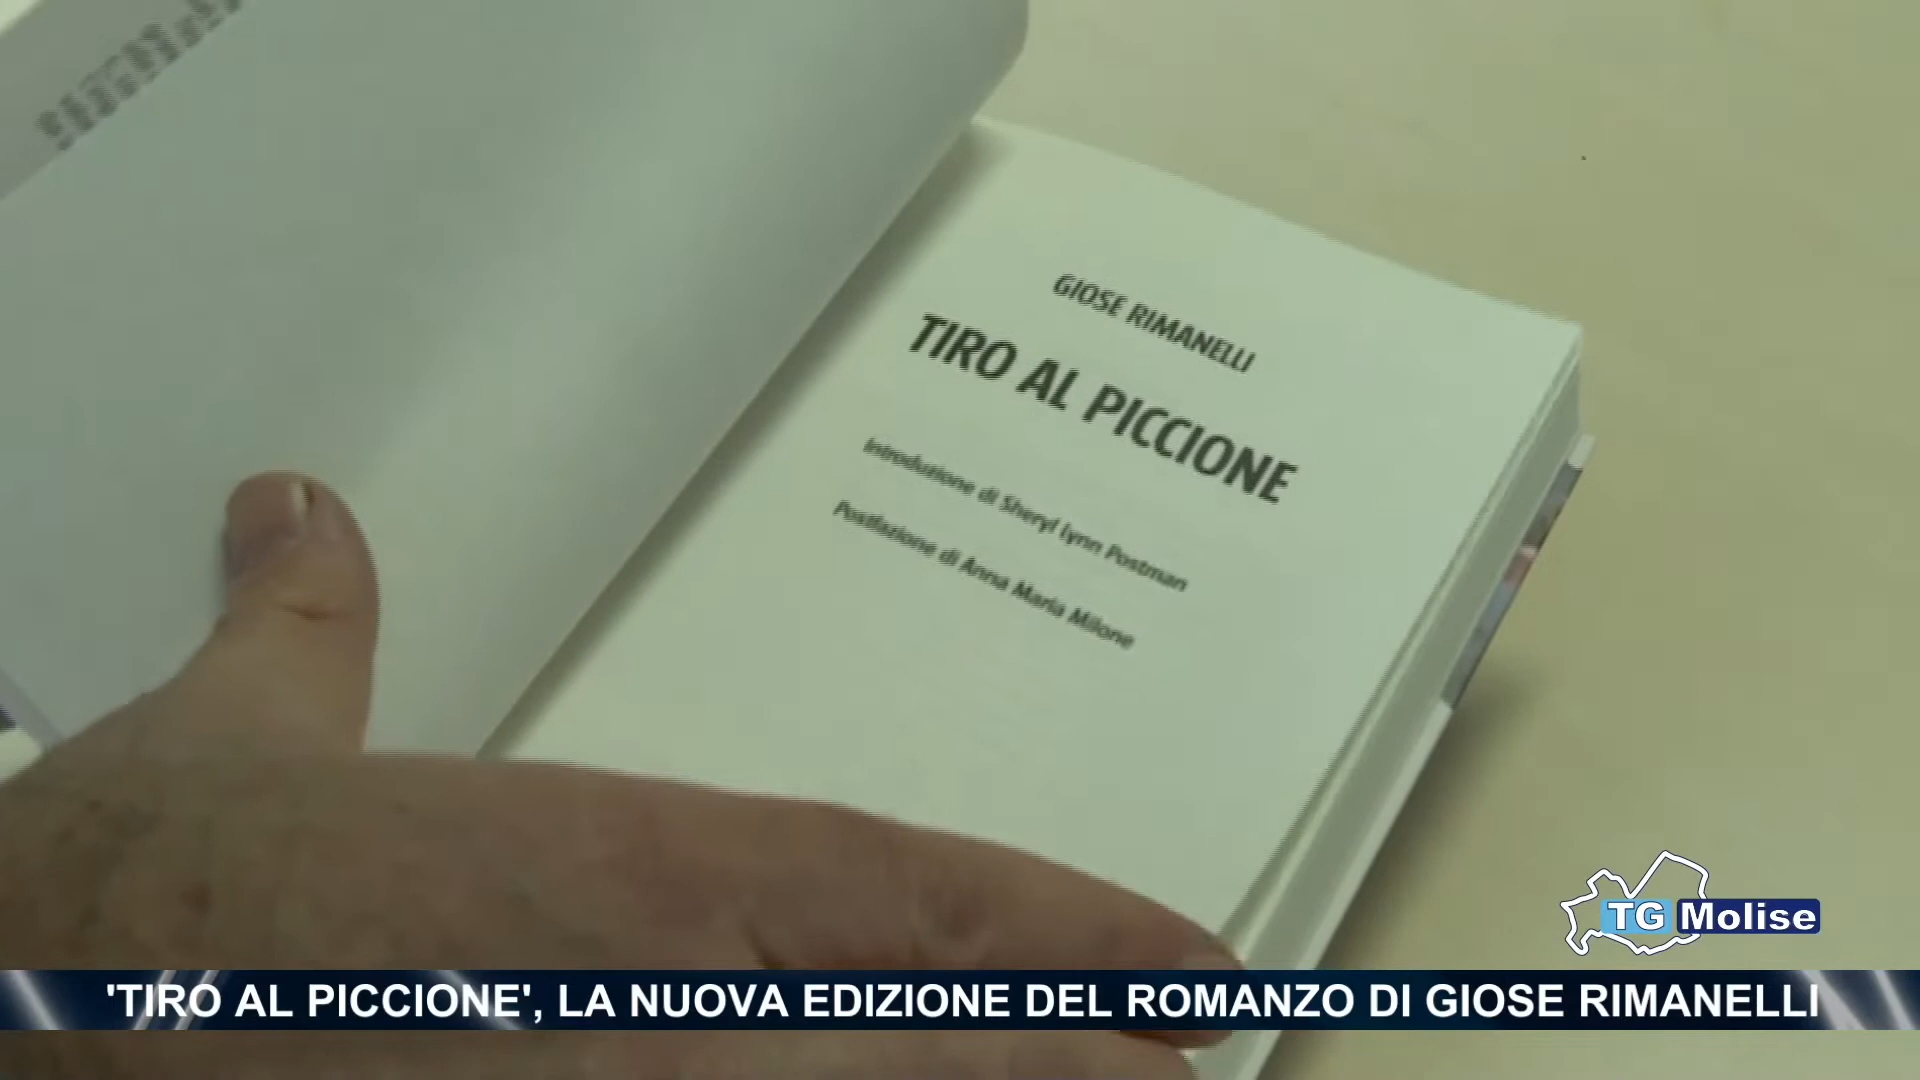 GIOSE RIMANELLI
TIRO AL PICCIONE
Introduzione di Sheryl Lynn Postman
Postfazione di Anna Maria Milone
TG Molise
'TIRO AL PICCIONE', LA NUOVA EDIZIONE DEL ROMANZO DI GIOSE RIMANELLI